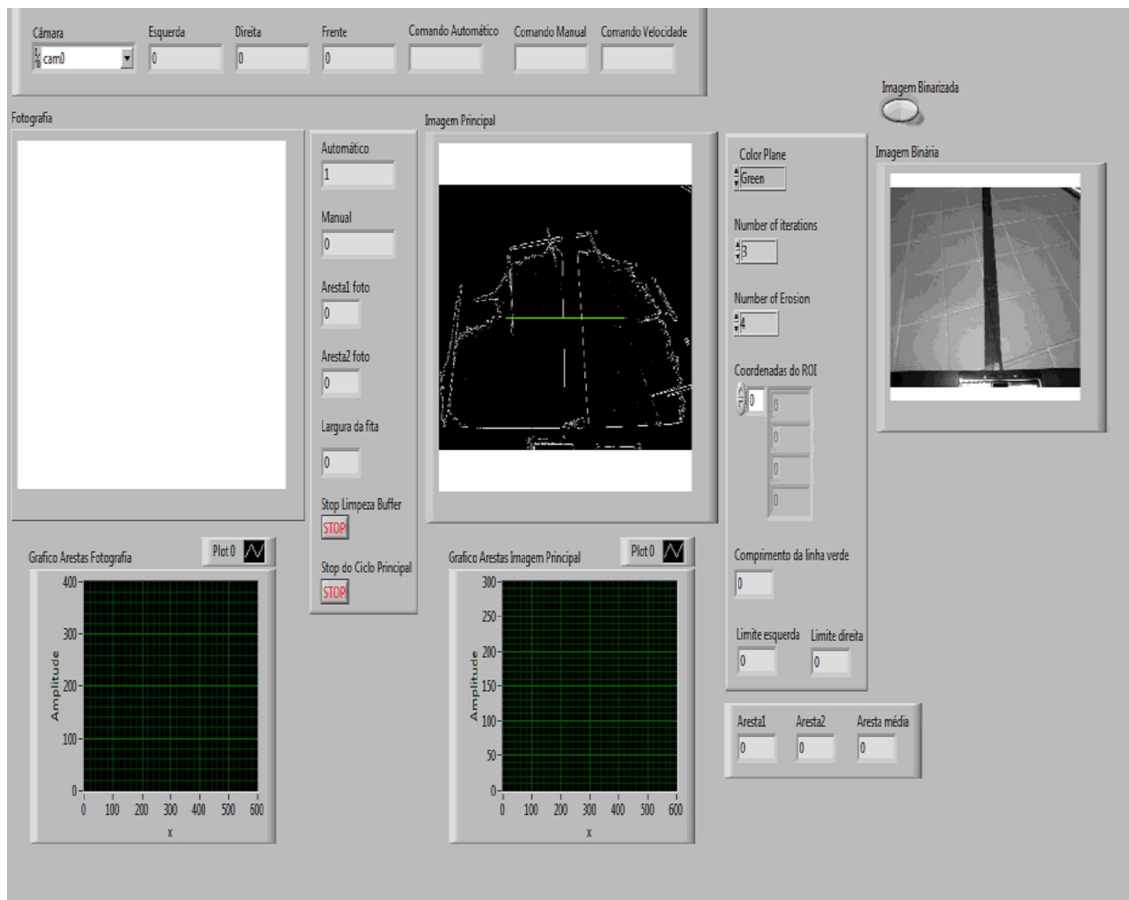 Câmara Esquerda Direita Frente Comando Automático Comando Manual Comando Velocidade
cam0 0 0 0
Imagem Binarizada
Fotografia
Imagem Principal
Automático
1
Manual
0
Aresta1 foto
0
Aresta2 foto
0
Largura da fita
0
Stop Limpeza Buffer
STOP
Stop do Ciclo Principal
STOP
Color Plane
Green
Number of iterations
3
Number of Erosion
4
Coordenadas do ROI
0 0
0
0
0
Comprimento da linha verde
0
Limite esquerda Limite direita
0 0
Aresta1 Aresta2 Aresta média
0 0 0
Imagem Binária
Grafico Arestas Fotografia Plot 0
400
300
200
100
0
Amplitude
0 100 200 300 400 500 600
x
Grafico Arestas Imagem Principal Plot 0
300
250
200
150
100
50
0
Amplitude
0 100 200 300 400 500 600
x